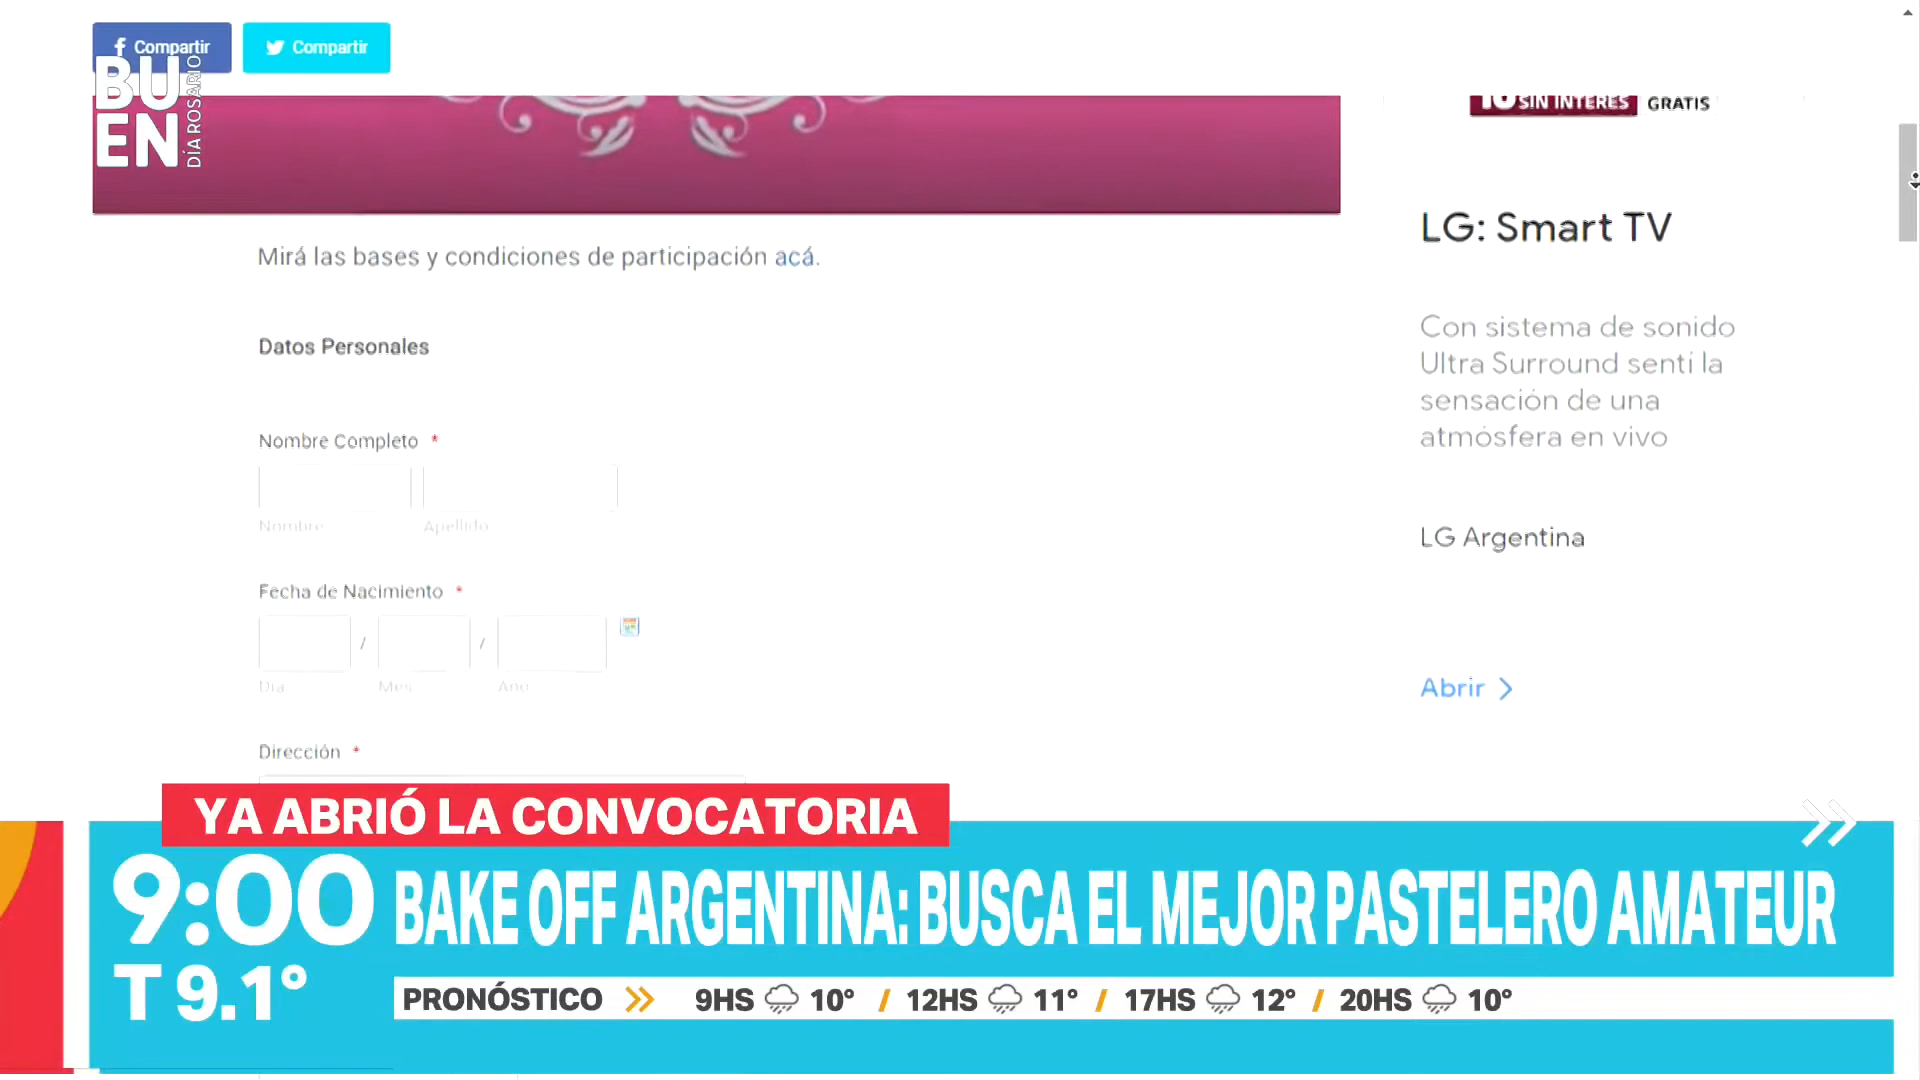 Compartir
Compartir
BUEN
DÍA ROSARIO
10 SIN INTERES GRATIS
Mirá las bases y condiciones de participación acá.
Datos Personales
Nombre Completo *
Nombre Apellido
Fecha de Nacimiento *
/ /
Día Mes Año
Dirección *
LG: Smart TV
Con sistema de sonido
Ultra Surround sentí la
sensación de una
atmósfera en vivo
LG Argentina
Abrir
YA ABRIÓ LA CONVOCATORIA
9:00
BAKE OFF ARGENTINA: BUSCA EL MEJOR PASTELERO AMATEUR
T 9.1°
PRONÓSTICO 9HS 10° / 12HS 11° / 17HS 12° / 20HS 10°